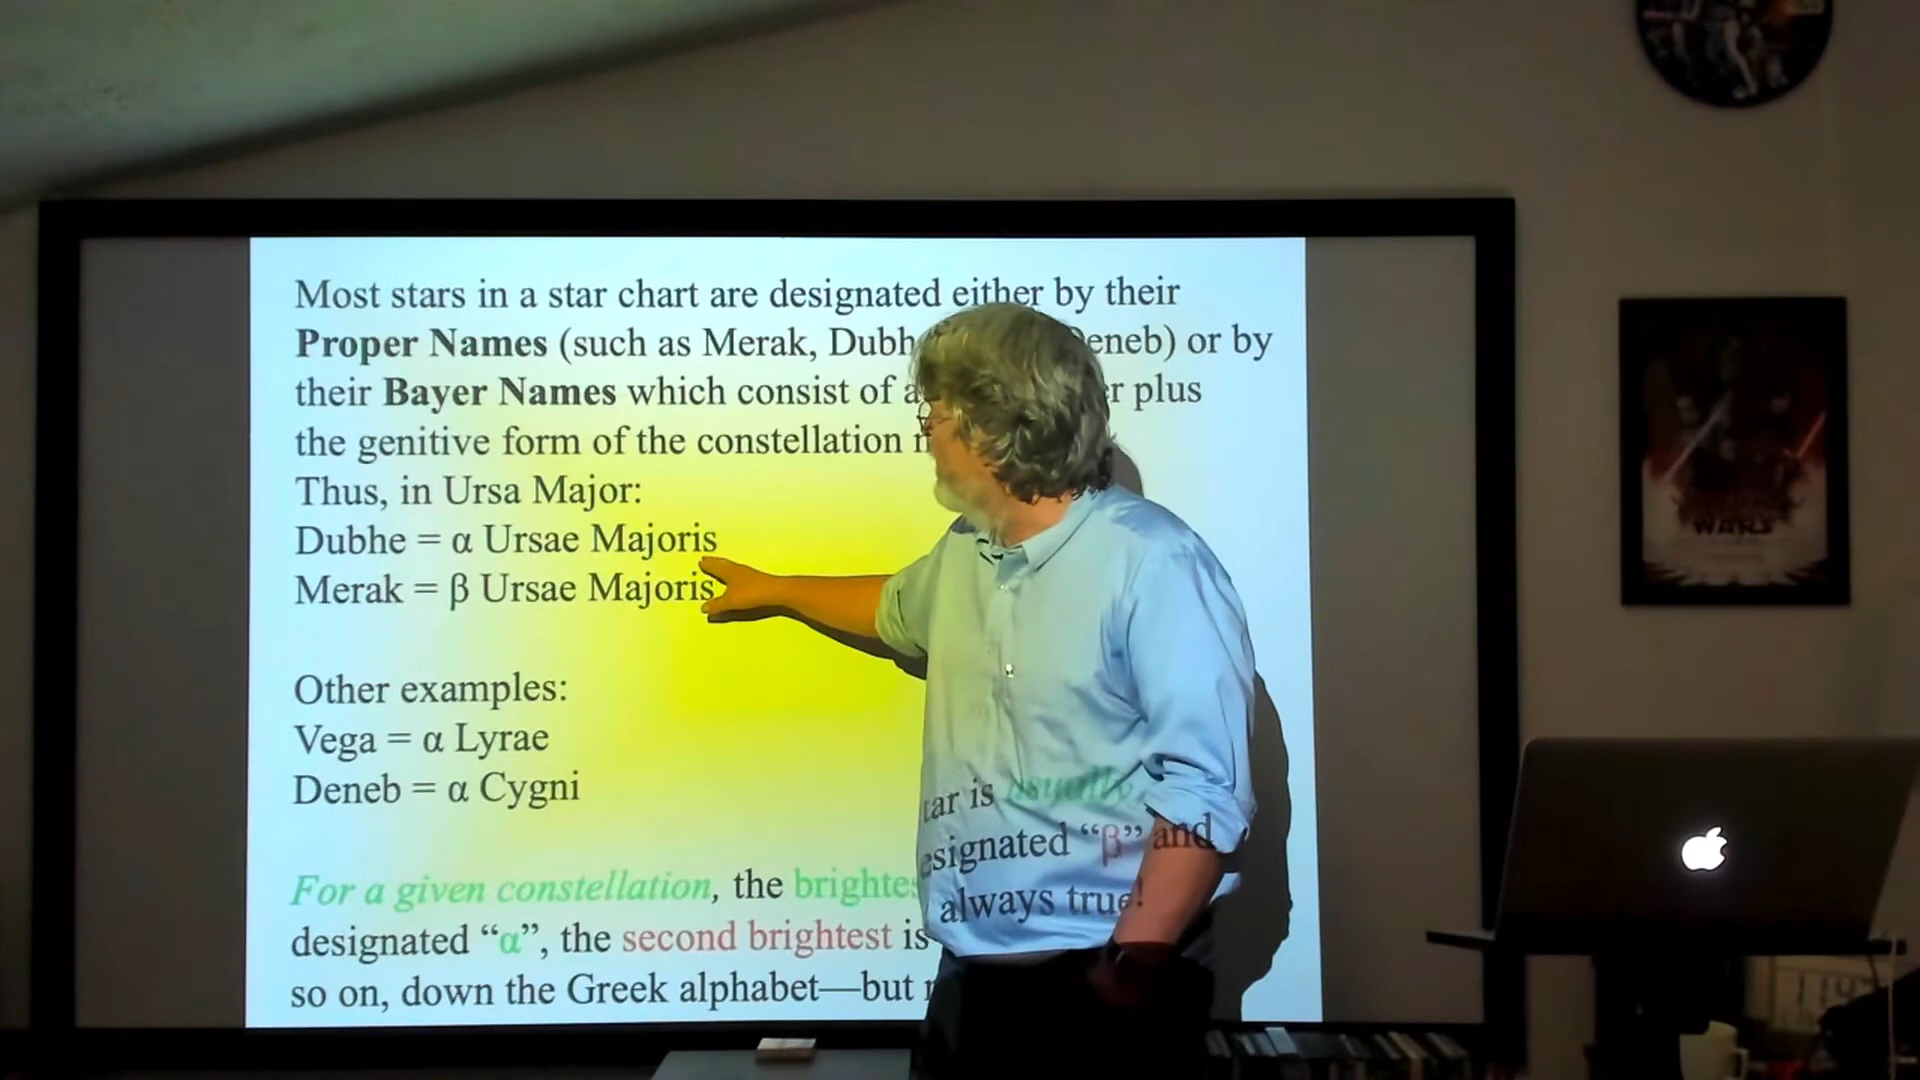 Most stars in a star chart are designated either by their
Proper Names (such as Merak, Dubh eneb) or by
their Bayer Names which consist of a r plus
the genitive form of the constellation
Thus, in Ursa Major:
Dubhe = α Ursae Majoris
Merak = β Ursae Majoris
Other examples:
Vega = α Lyrae
Deneb = α Cygni
For a given constellation, the brightes tar is usually
designated “α”, the second brightest is esignated “β” and
so on, down the Greek alphabet—but always true!
WARS